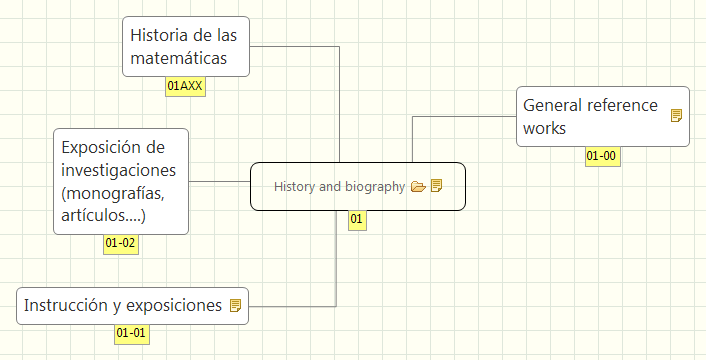 Historia de las
matemáticas
01AXX
General reference
works
01-00
Exposición de
investigaciones
(monografías,
artículos....)
01-02
History and biography
01
Instrucción y exposiciones
01-01